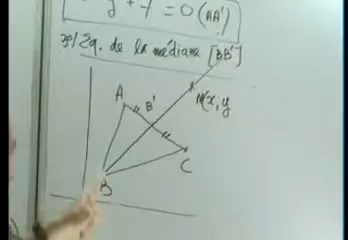 y + 7 = 0 (AA')
3°/ Eq. de la médiane [BB']
A
B'
M(x, y
C
B